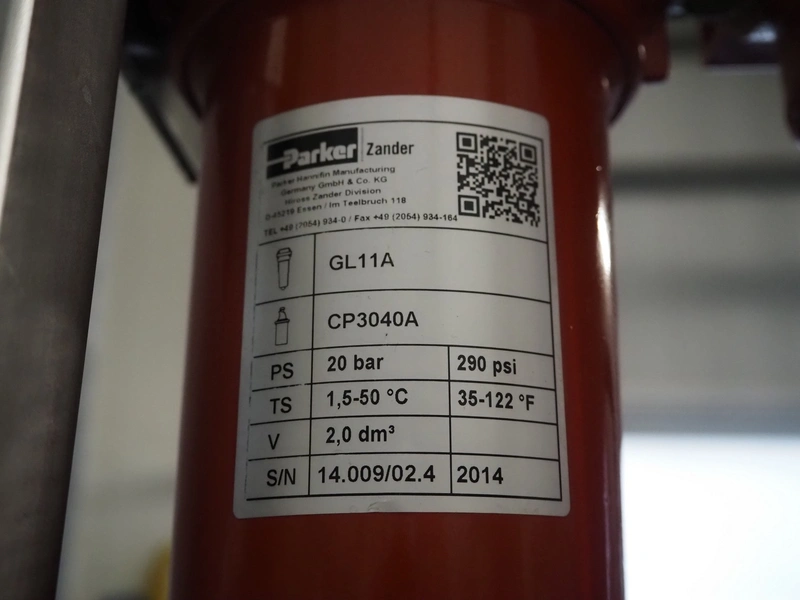 Parker Zander
Parker Hannifin Manufacturing
Germany GmbH & Co. KG
Hiross Zander Division
D-45219 Essen / Im Teelbruch 118
TEL +49 (2054) 934-0 / Fax +49 (2054) 934-164
GL11A
CP3040A
PS 20 bar 290 psi
TS 1,5-50 °C 35-122 °F
V 2,0 dm³
S/N 14.009/02.4 2014